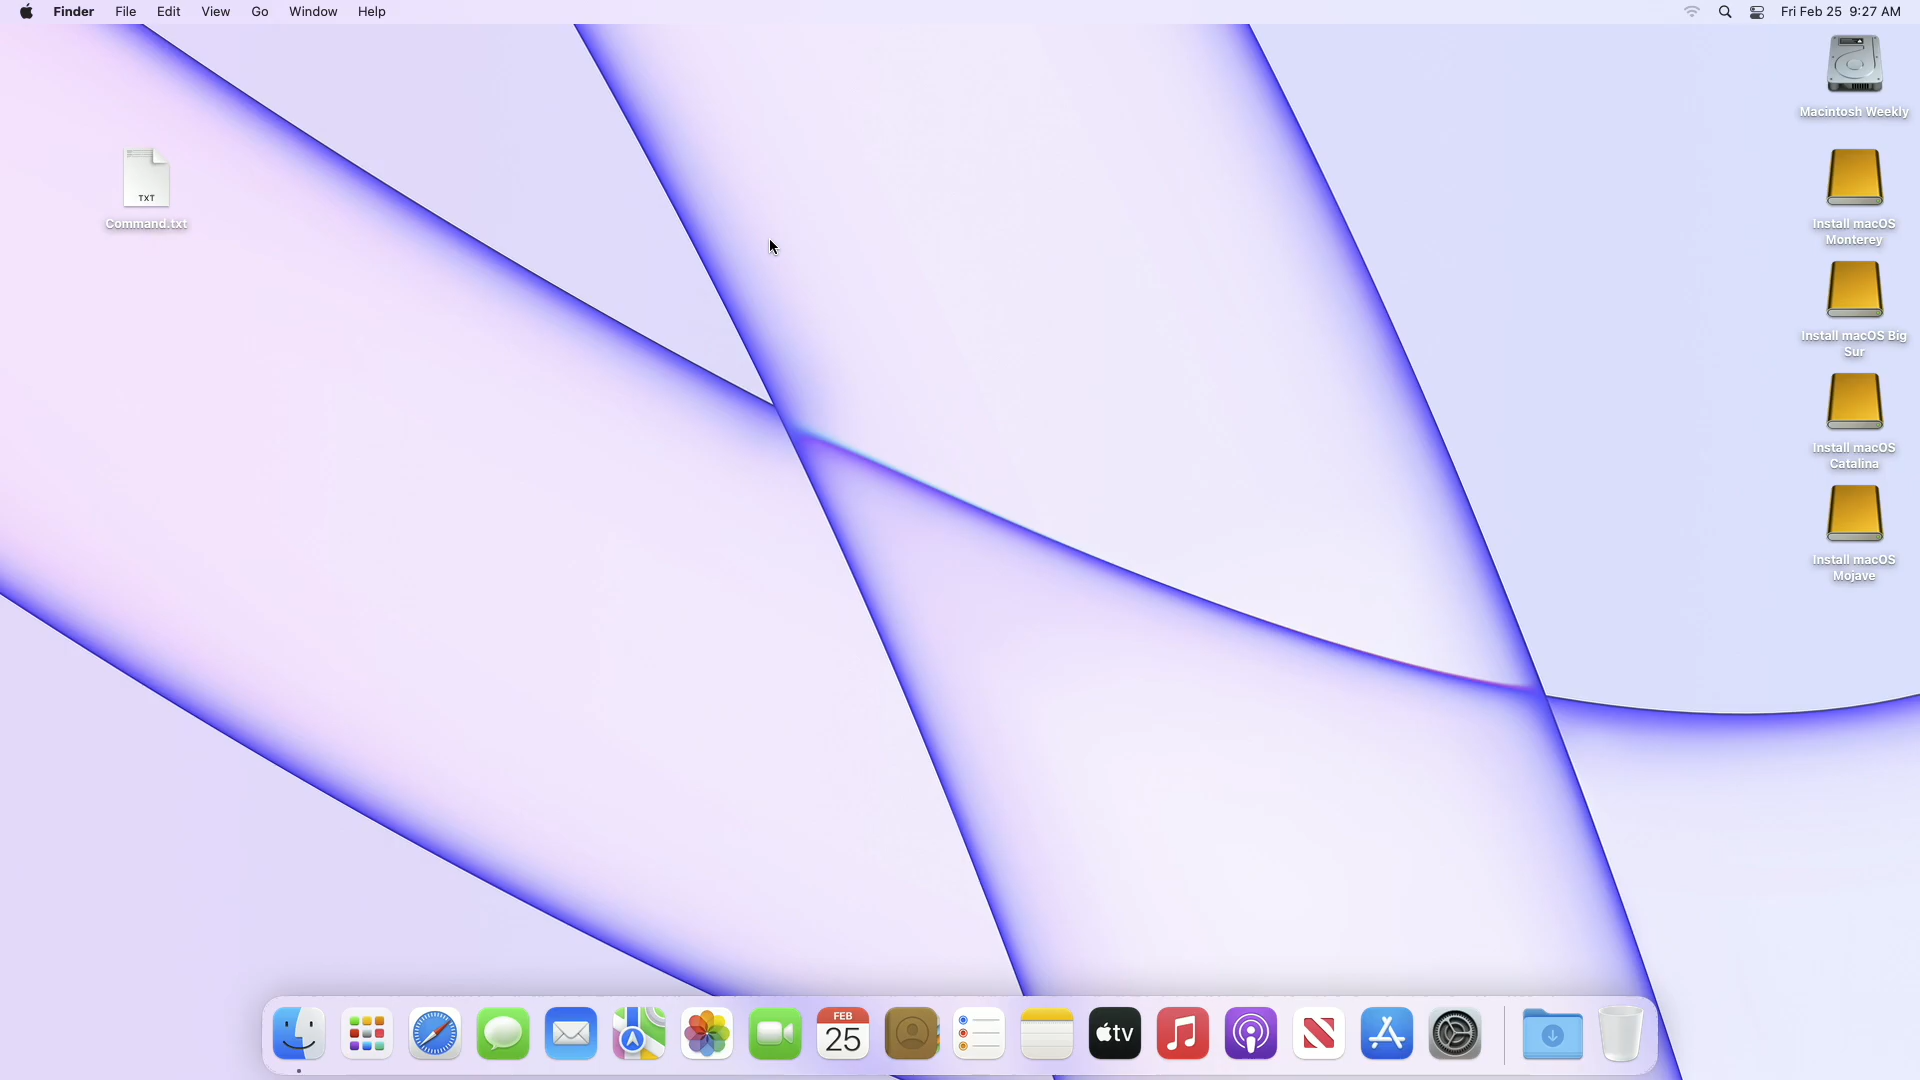 Finder File Edit View Go Window Help Fri Feb 25 9:27 AM
Macintosh Weekly
TXT
Command.txt
Install macOS
Monterey
Install macOS Big
Sur
Install macOS
Catalina
Install macOS
Mojave
FEB
25
tv